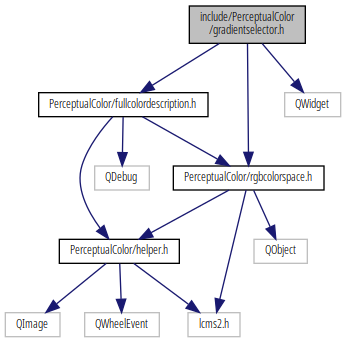 include/PerceptualColor
/gradientselector.h
PerceptualColor/fullcolordescription.h
QWidget
QDebug
PerceptualColor/rgbcolorspace.h
PerceptualColor/helper.h
QObject
QImage
QWheelEvent
lcms2.h